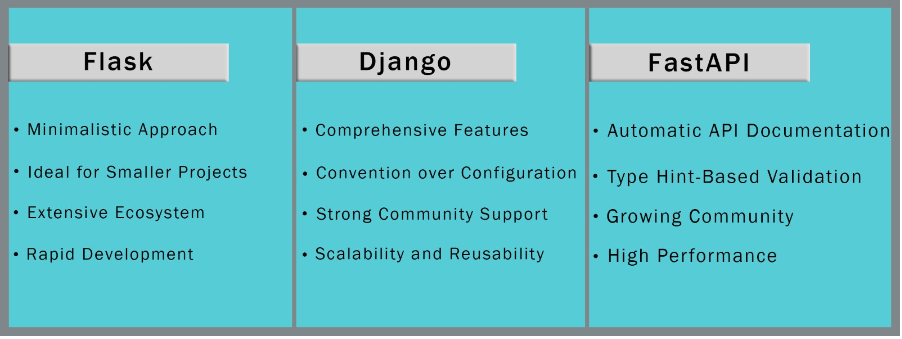 Flask
• Minimalistic Approach
• Ideal for Smaller Projects
• Extensive Ecosystem
• Rapid Development
Django
• Comprehensive Features
• Convention over Configuration
• Strong Community Support
• Scalability and Reusability
FastAPI
• Automatic API Documentation
• Type Hint-Based Validation
• Growing Community
• High Performance